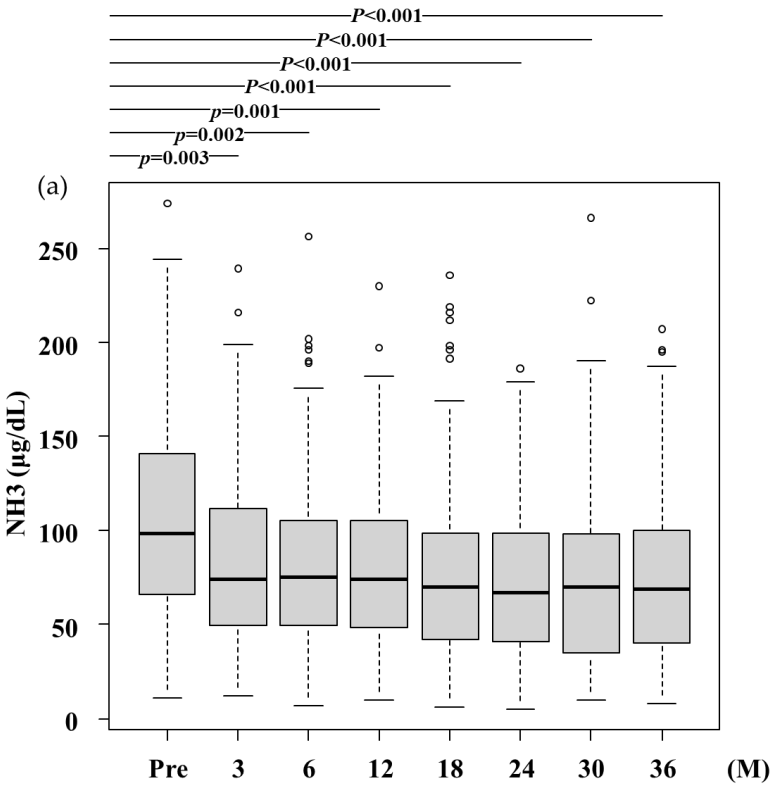 P<0.001
P<0.001
P<0.001
P<0.001
p=0.001
p=0.002
p=0.003
(a)
NH3 (µg/dL)
250
200
150
100
50
0
Pre 3 6 12 18 24 30 36 (M)